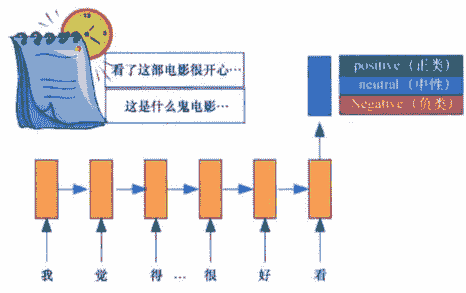 看了这部电影很开心…
这是什么鬼电影…
positive（正类）
neutral（中性）
Negative（负类）
我 觉 得 … 很 好 看